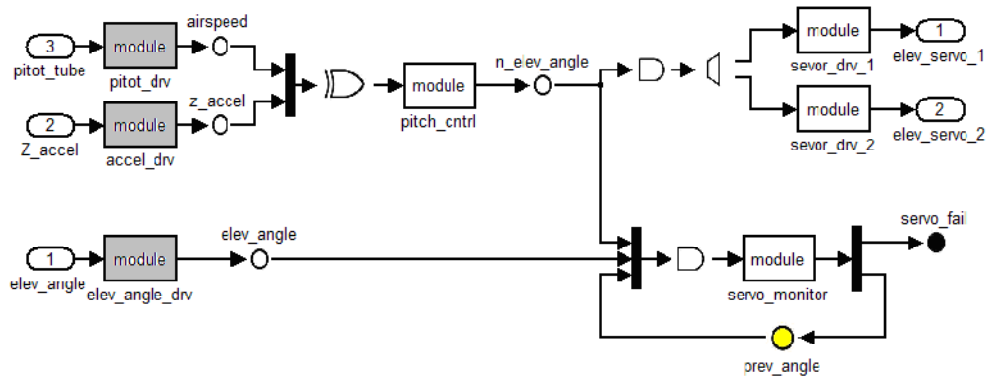 airspeed
3
module
pitot_tube
pitot_drv
z_accel
2
module
Z_accel
accel_drv
module
pitch_cntrl
n_elev_angle
module
sevor_drv_1
1
elev_servo_1
module
sevor_drv_2
2
elev_servo_2
1
module
elev_angle
elev_angle_drv
elev_angle
module
servo_monitor
servo_fail
prev_angle